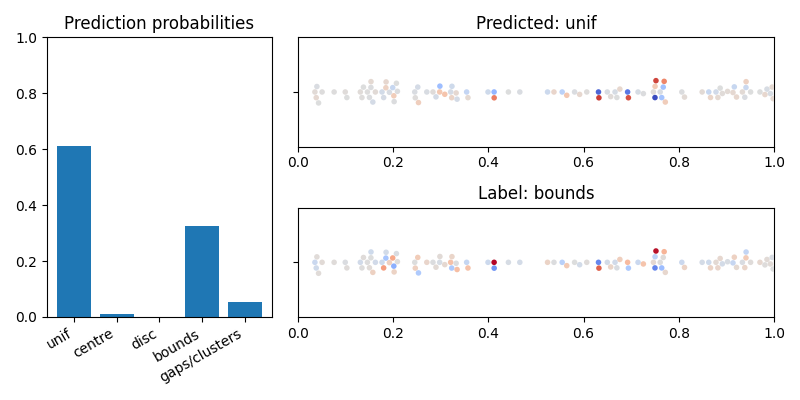 Prediction probabilities
1.0
0.8
0.6
0.4
0.2
0.0
unif
centre
disc
bounds
gaps/clusters
Predicted: unif
0.0 0.2 0.4 0.6 0.8 1.0
Label: bounds
0.0 0.2 0.4 0.6 0.8 1.0